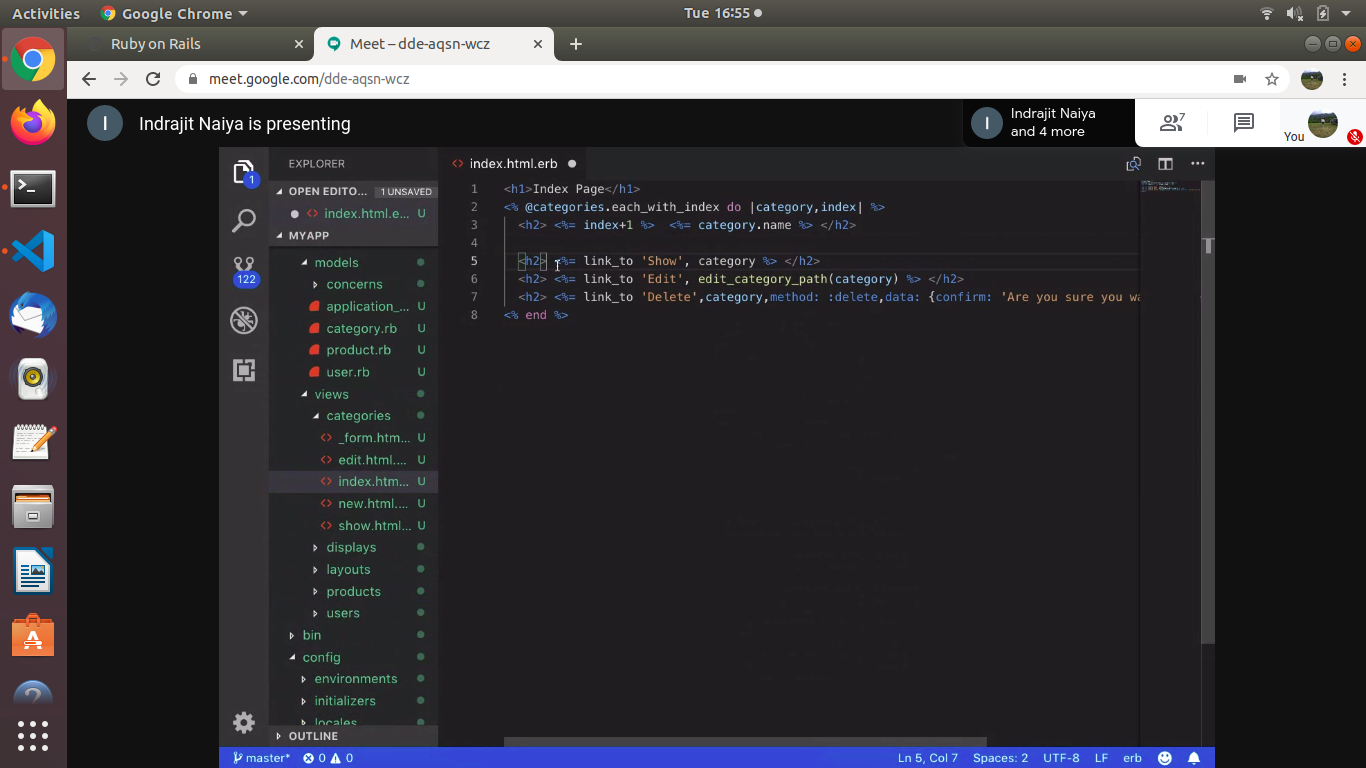 Activities Google Chrome Tue 16:55
Ruby on Rails Meet – dde-aqsn-wcz
meet.google.com/dde-aqsn-wcz
I Indrajit Naiya is presenting
I Indrajit Naiya
and 4 more
7
You
EXPLORER
OPEN EDITO... 1 UNSAVED
index.html.e... U
MYAPP
models
concerns
application_... U
category.rb U
product.rb U
user.rb U
views
categories
_form.htm... U
edit.html.... U
index.htm... U
new.html.... U
show.html... U
displays
layouts
products
users
bin
config
environments
initializers
locales
OUTLINE
1
122
index.html.erb
1 <h1>Index Page</h1>
2 <% @categories.each_with_index do |category,index| %>
3 <h2> <%= index+1 %>  <%= category.name %> </h2>
4
5 <h2> <%= link_to 'Show', category %> </h2>
6 <h2> <%= link_to 'Edit', edit_category_path(category) %> </h2>
7 <h2> <%= link_to 'Delete',category,method: :delete,data: {confirm: 'Are you sure you wa
8 <% end %>
master* 0 0 Ln 5, Col 7 Spaces: 2 UTF-8 LF erb